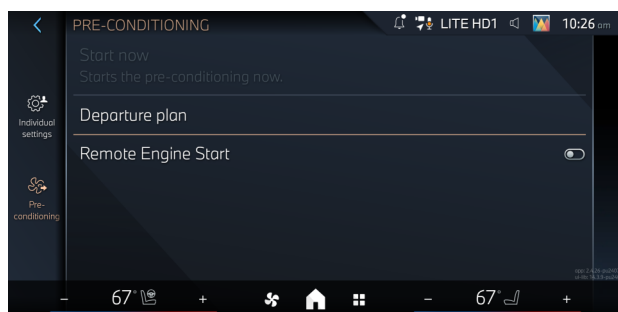 PRE-CONDITIONING
LITE HD1
10:26 am
Start now
Starts the pre-conditioning now.
Individual
settings
Departure plan
Remote Engine Start
Pre-
conditioning
- 67° +
- 67° +